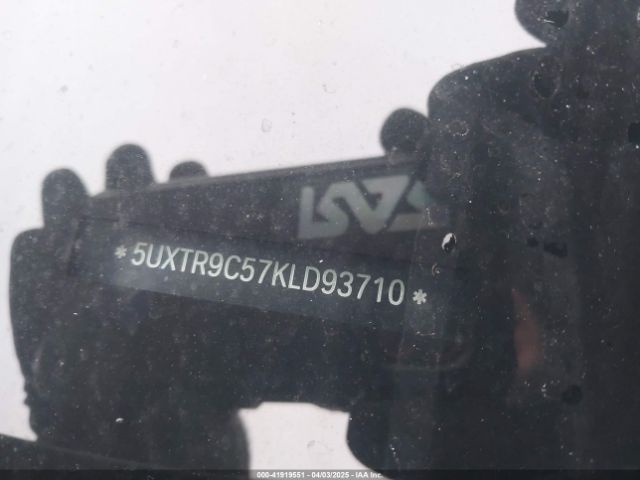 *5UXTR9C57KLD93710*
000-41919551 - 04/03/2025 - IAA Inc.